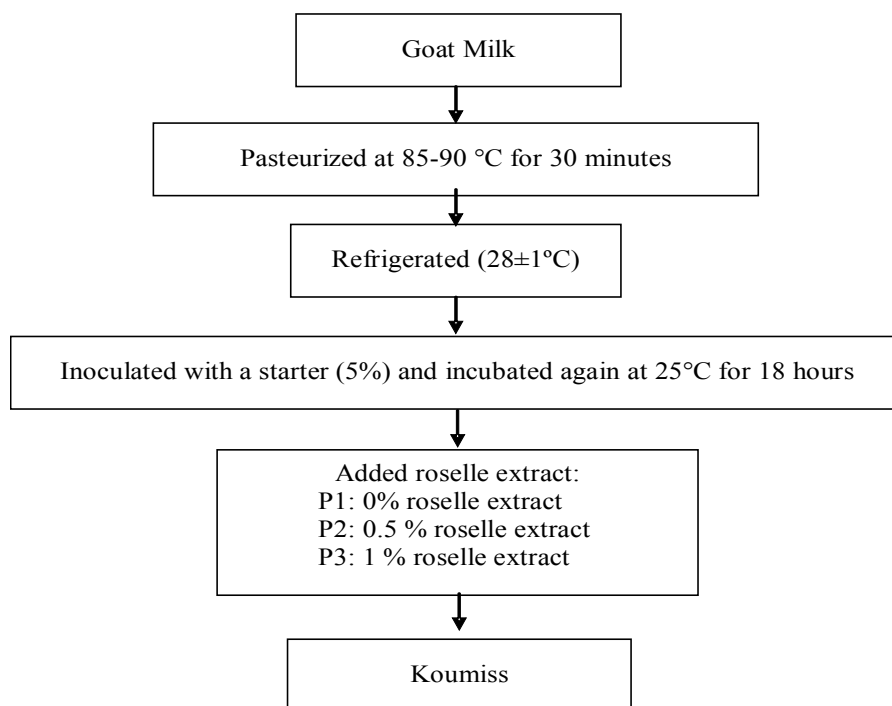 Goat Milk
Pasteurized at 85-90 °C for 30 minutes
Refrigerated (28±1ºC)
Inoculated with a starter (5%) and incubated again at 25°C for 18 hours
Added roselle extract:
P1: 0% roselle extract
P2: 0.5 % roselle extract
P3: 1 % roselle extract
Koumiss